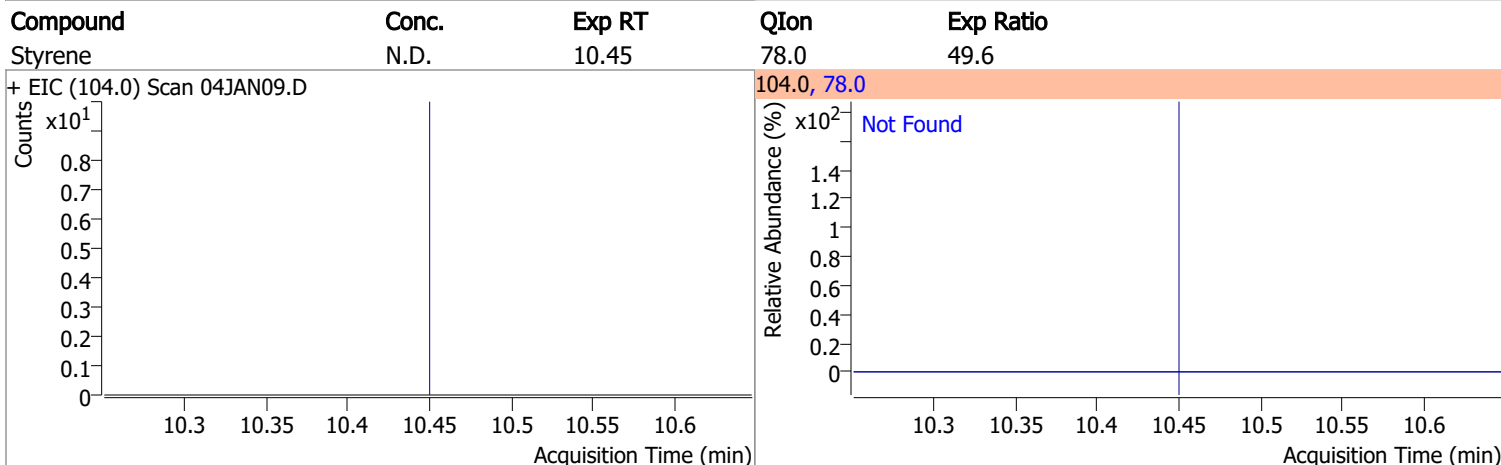 Compound Conc. Exp RT QIon Exp Ratio
Styrene N.D. 10.45 78.0 49.6
+ EIC (104.0) Scan 04JAN09.D
Counts
x10¹
0.8
0.7
0.6
0.5
0.4
0.3
0.2
0.1
0
10.3 10.35 10.4 10.45 10.5 10.55 10.6
Acquisition Time (min)
104.0, 78.0
Relative Abundance (%)
x10²
Not Found
1.4
1.2
1
0.8
0.6
0.4
0.2
0
10.3 10.35 10.4 10.45 10.5 10.55 10.6
Acquisition Time (min)